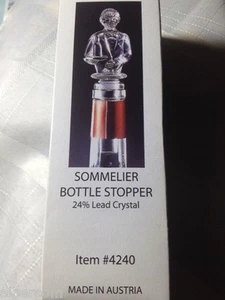 SOMMELIER
BOTTLE STOPPER
24% Lead Crystal
Item #4240
MADE IN AUSTRIA